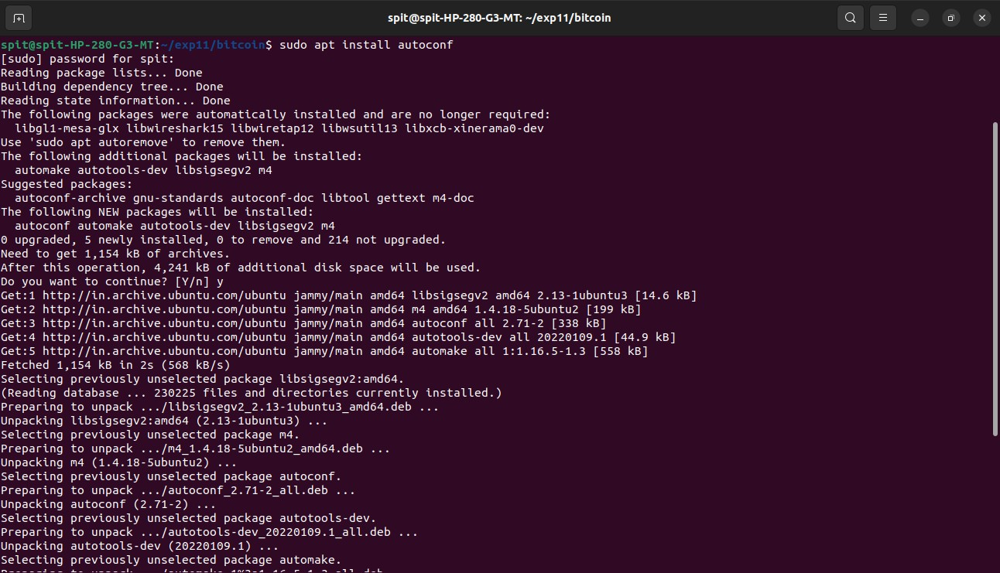 spit@spit-HP-280-G3-MT: ~/exp11/bitcoin
spit@spit-HP-280-G3-MT:~/exp11/bitcoin$ sudo apt install autoconf
[sudo] password for spit:
Reading package lists... Done
Building dependency tree... Done
Reading state information... Done
The following packages were automatically installed and are no longer required:
  libgl1-mesa-glx libwireshark15 libwiretap12 libwsutil13 libxcb-xinerama0-dev
Use 'sudo apt autoremove' to remove them.
The following additional packages will be installed:
  automake autotools-dev libsigsegv2 m4
Suggested packages:
  autoconf-archive gnu-standards autoconf-doc libtool gettext m4-doc
The following NEW packages will be installed:
  autoconf automake autotools-dev libsigsegv2 m4
0 upgraded, 5 newly installed, 0 to remove and 214 not upgraded.
Need to get 1,154 kB of archives.
After this operation, 4,241 kB of additional disk space will be used.
Do you want to continue? [Y/n] y
Get:1 http://in.archive.ubuntu.com/ubuntu jammy/main amd64 libsigsegv2 amd64 2.13-1ubuntu3 [14.6 kB]
Get:2 http://in.archive.ubuntu.com/ubuntu jammy/main amd64 m4 amd64 1.4.18-5ubuntu2 [199 kB]
Get:3 http://in.archive.ubuntu.com/ubuntu jammy/main amd64 autoconf all 2.71-2 [338 kB]
Get:4 http://in.archive.ubuntu.com/ubuntu jammy/main amd64 autotools-dev all 20220109.1 [44.9 kB]
Get:5 http://in.archive.ubuntu.com/ubuntu jammy/main amd64 automake all 1:1.16.5-1.3 [558 kB]
Fetched 1,154 kB in 2s (568 kB/s)
Selecting previously unselected package libsigsegv2:amd64.
(Reading database ... 230225 files and directories currently installed.)
Preparing to unpack .../libsigsegv2_2.13-1ubuntu3_amd64.deb ...
Unpacking libsigsegv2:amd64 (2.13-1ubuntu3) ...
Selecting previously unselected package m4.
Preparing to unpack .../m4_1.4.18-5ubuntu2_amd64.deb ...
Unpacking m4 (1.4.18-5ubuntu2) ...
Selecting previously unselected package autoconf.
Preparing to unpack .../autoconf_2.71-2_all.deb ...
Unpacking autoconf (2.71-2) ...
Selecting previously unselected package autotools-dev.
Preparing to unpack .../autotools-dev_20220109.1_all.deb ...
Unpacking autotools-dev (20220109.1) ...
Selecting previously unselected package automake.
Preparing to unpack .../automake_1%3a1.16.5-1.3_all.deb ...